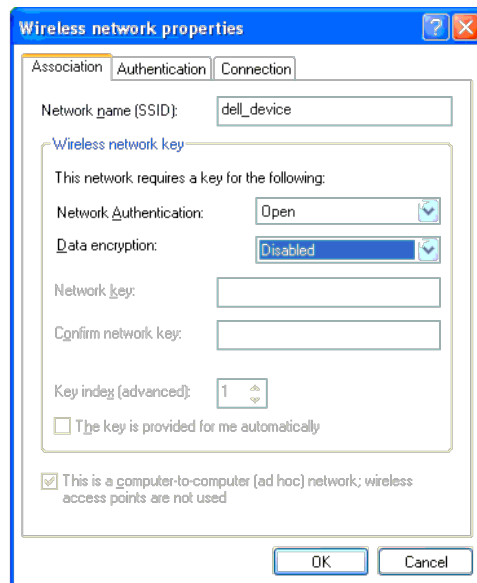 Wireless network properties
Association Authentication Connection
Network name (SSID): dell_device
Wireless network key
This network requires a key for the following:
Network Authentication: Open
Data encryption: Disabled
Network key:
Confirm network key:
Key index (advanced): 1
The key is provided for me automatically
This is a computer-to-computer (ad hoc) network; wireless
access points are not used
OK Cancel